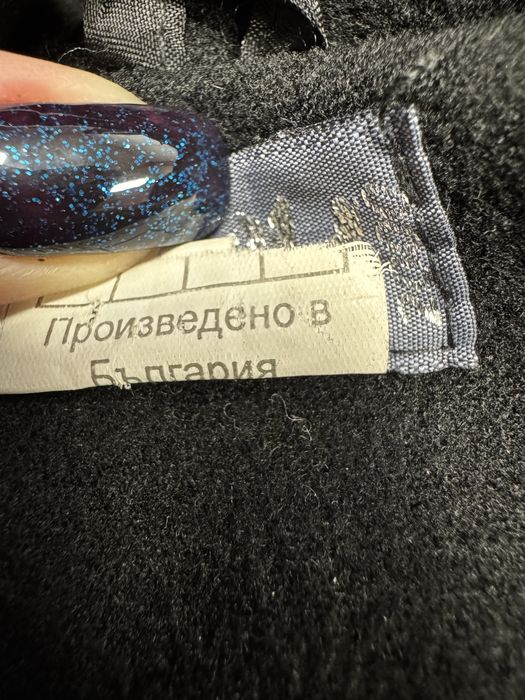 Произведено в
България